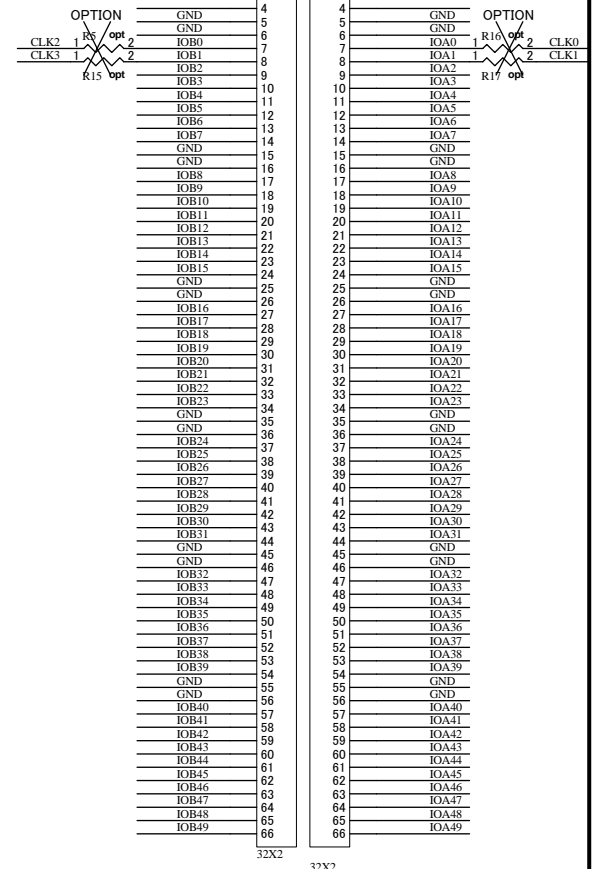 4 4
OPTION GND 5 5 GND OPTION
GND 6 6 GND
R5 opt R16 opt
CLK2 1 2 IOB0 7 7 IOA0 1 2 CLK0
CLK3 1 2 IOB1 8 8 IOA1 1 2 CLK1
R15 opt R17 opt
IOB2 9 9 IOA2
IOB3 10 10 IOA3
IOB4 11 11 IOA4
IOB5 12 12 IOA5
IOB6 13 13 IOA6
IOB7 14 14 IOA7
GND 15 15 GND
GND 16 16 GND
IOB8 17 17 IOA8
IOB9 18 18 IOA9
IOB10 19 19 IOA10
IOB11 20 20 IOA11
IOB12 21 21 IOA12
IOB13 22 22 IOA13
IOB14 23 23 IOA14
IOB15 24 24 IOA15
GND 25 25 GND
GND 26 26 GND
IOB16 27 27 IOA16
IOB17 28 28 IOA17
IOB18 29 29 IOA18
IOB19 30 30 IOA19
IOB20 31 31 IOA20
IOB21 32 32 IOA21
IOB22 33 33 IOA22
IOB23 34 34 IOA23
GND 35 35 GND
GND 36 36 GND
IOB24 37 37 IOA24
IOB25 38 38 IOA25
IOB26 39 39 IOA26
IOB27 40 40 IOA27
IOB28 41 41 IOA28
IOB29 42 42 IOA29
IOB30 43 43 IOA30
IOB31 44 44 IOA31
GND 45 45 GND
GND 46 46 GND
IOB32 47 47 IOA32
IOB33 48 48 IOA33
IOB34 49 49 IOA34
IOB35 50 50 IOA35
IOB36 51 51 IOA36
IOB37 52 52 IOA37
IOB38 53 53 IOA38
IOB39 54 54 IOA39
GND 55 55 GND
GND 56 56 GND
IOB40 57 57 IOA40
IOB41 58 58 IOA41
IOB42 59 59 IOA42
IOB43 60 60 IOA43
IOB44 61 61 IOA44
IOB45 62 62 IOA45
IOB46 63 63 IOA46
IOB47 64 64 IOA47
IOB48 65 65 IOA48
IOB49 66 66 IOA49
32X2
32X2